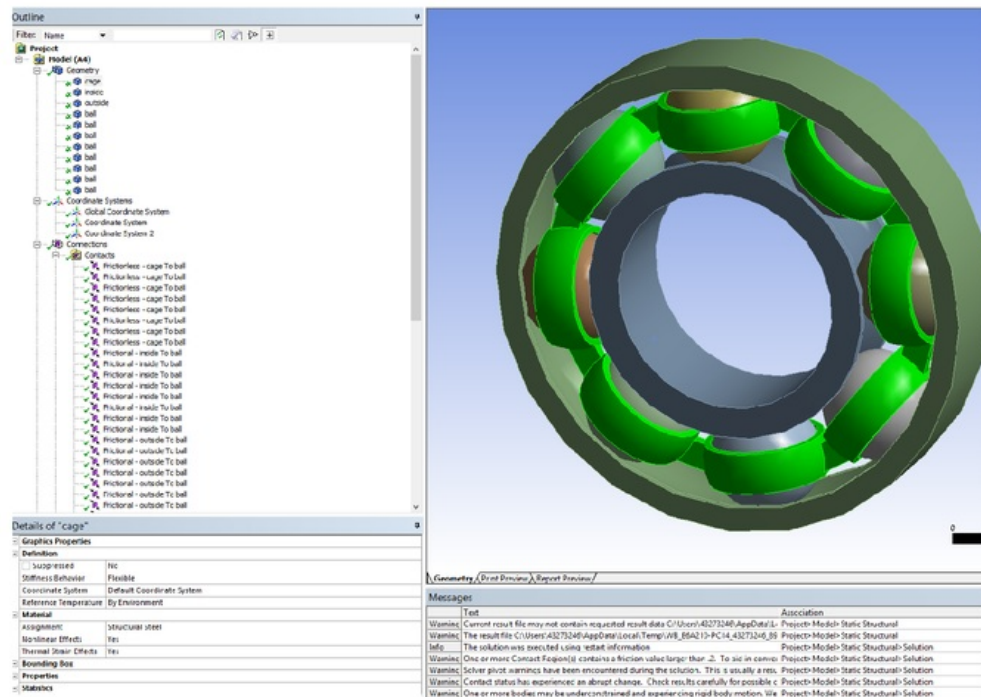 Outline
Filter: Name
Project
Model (A4)
Geometry
cage
inside
outside
ball
ball
ball
ball
ball
ball
ball
ball
Coordinate Systems
Global Coordinate System
Coordinate System
Coordinate System 2
Connections
Contacts
Frictionless - cage To ball
Frictionless - cage To ball
Frictionless - cage To ball
Frictionless - cage To ball
Frictionless - cage To ball
Frictionless - cage To ball
Frictionless - cage To ball
Frictionless - cage To ball
Frictional - inside To ball
Frictional - inside To ball
Frictional - inside To ball
Frictional - inside To ball
Frictional - inside To ball
Frictional - inside To ball
Frictional - inside To ball
Frictional - inside To ball
Frictional - outside To ball
Frictional - outside To ball
Frictional - outside To ball
Frictional - outside To ball
Frictional - outside To ball
Frictional - outside To ball
Frictional - outside To ball
Details of "cage"
Graphics Properties
Definition
Suppressed No
Stiffness Behavior Flexible
Coordinate System Default Coordinate System
Reference Temperature By Environment
Material
Assignment Structural Steel
Nonlinear Effects Yes
Thermal Strain Effects Yes
Bounding Box
Properties
Statistics
0
Geometry Print Preview Report Preview
Messages
Text Association
Warning Current result file may not contain requested result data Project>Model>Static Structural
Warning The result file Project>Model>Static Structural
Info The solution was executed using restart information Project>Model>Static Structural>Solution
Warning One or more Contact Region(s) contains a friction value larger than .2. To aid in Project>Model>Static Structural>Solution
Warning Solver pivot warnings have been encountered during the solution. This is usually a Project>Model>Static Structural>Solution
Warning Contact status has experienced an abrupt change. Check results carefully for possible c Project>Model>Static Structural>Solution
Warning One or more bodies may be underconstrained and experiencing rigid body motion. We Project>Model>Static Structural>Solution